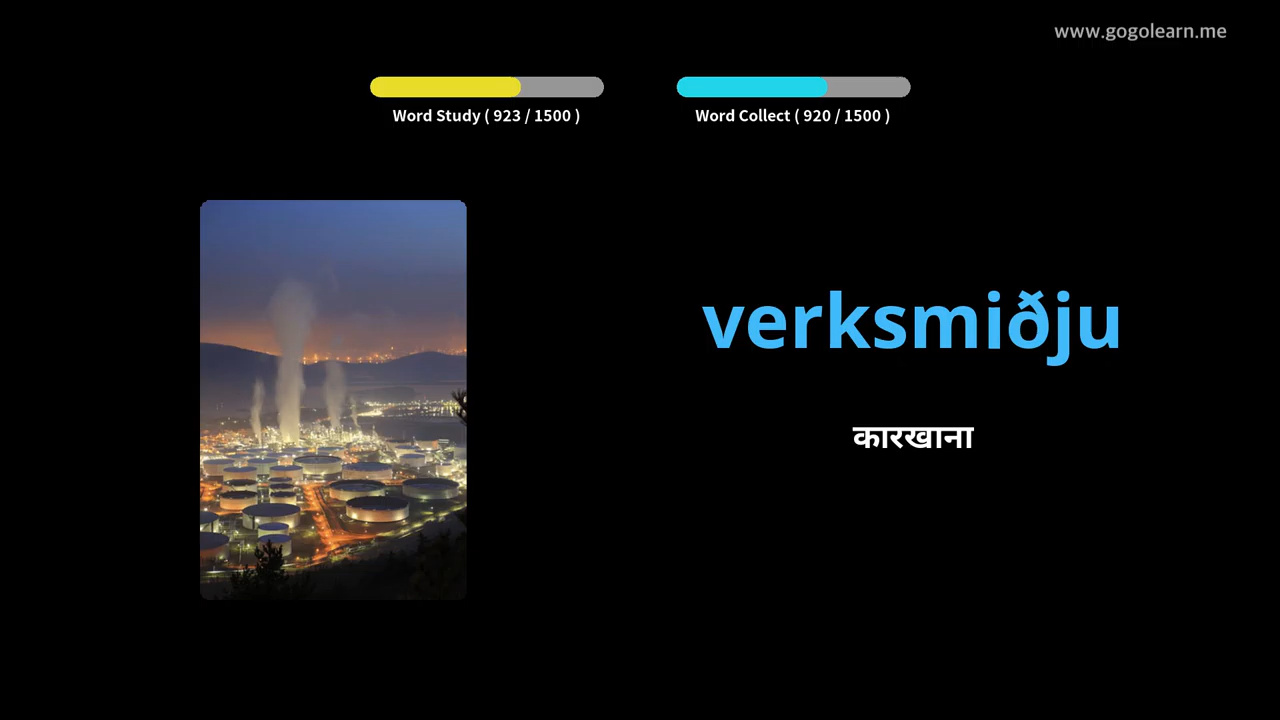 www.gogolearn.me
Word Study ( 923 / 1500 )
Word Collect ( 920 / 1500 )
verksmiðju
कारखाना